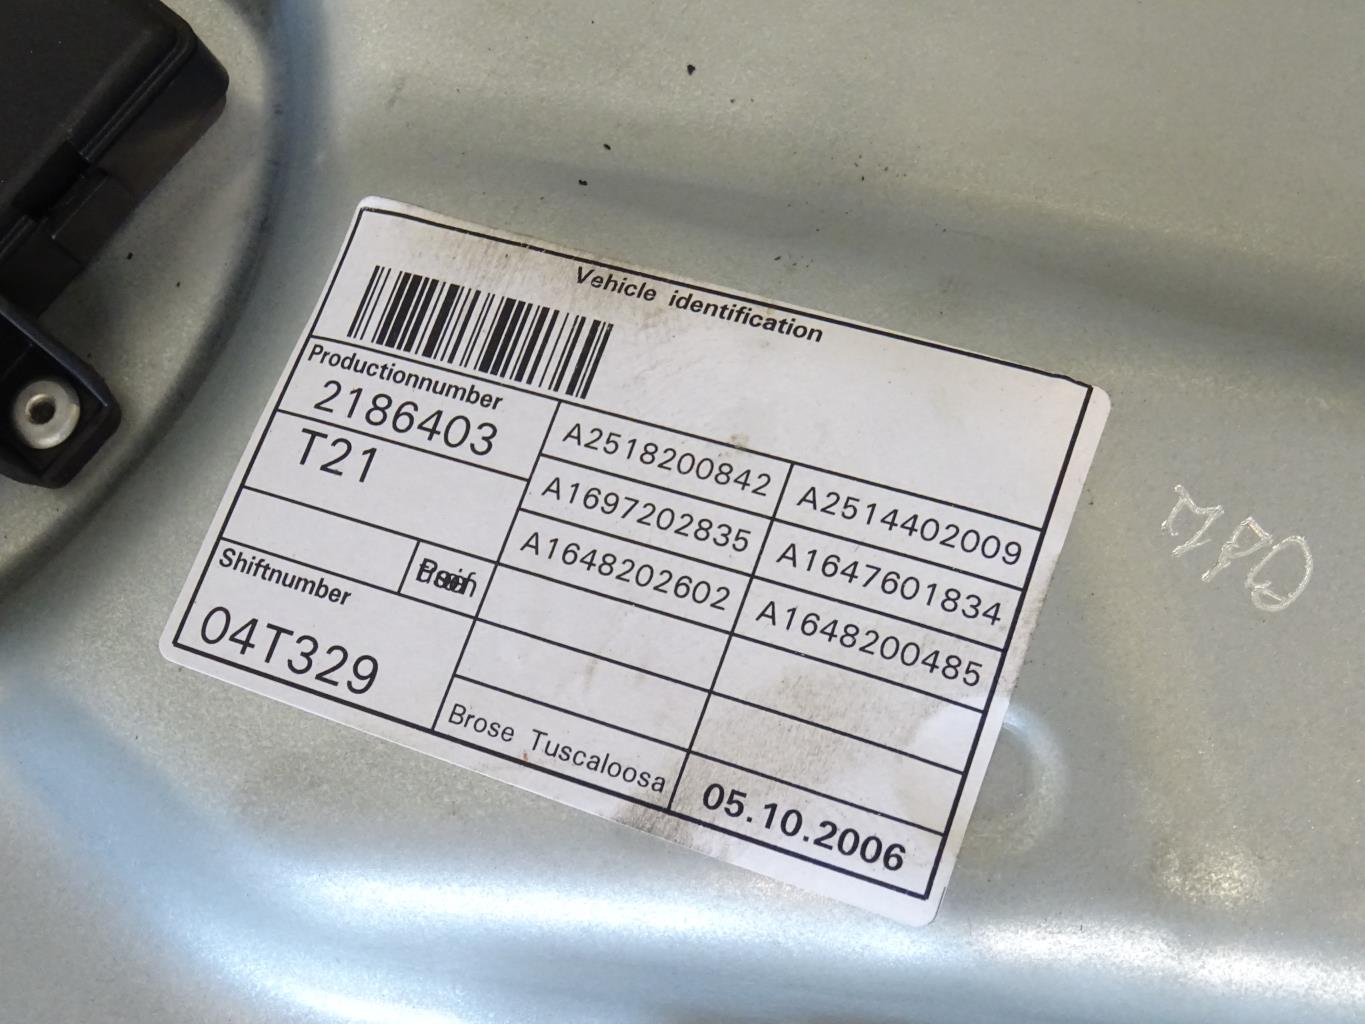 Vehicle identification
Productionnumber
2186403
T21
Shiftnumber
04T329
A2518200842
A2514402009
A1697202835
A1647601834
A1648202602
A1648200485
Brose Tuscaloosa
05.10.2006